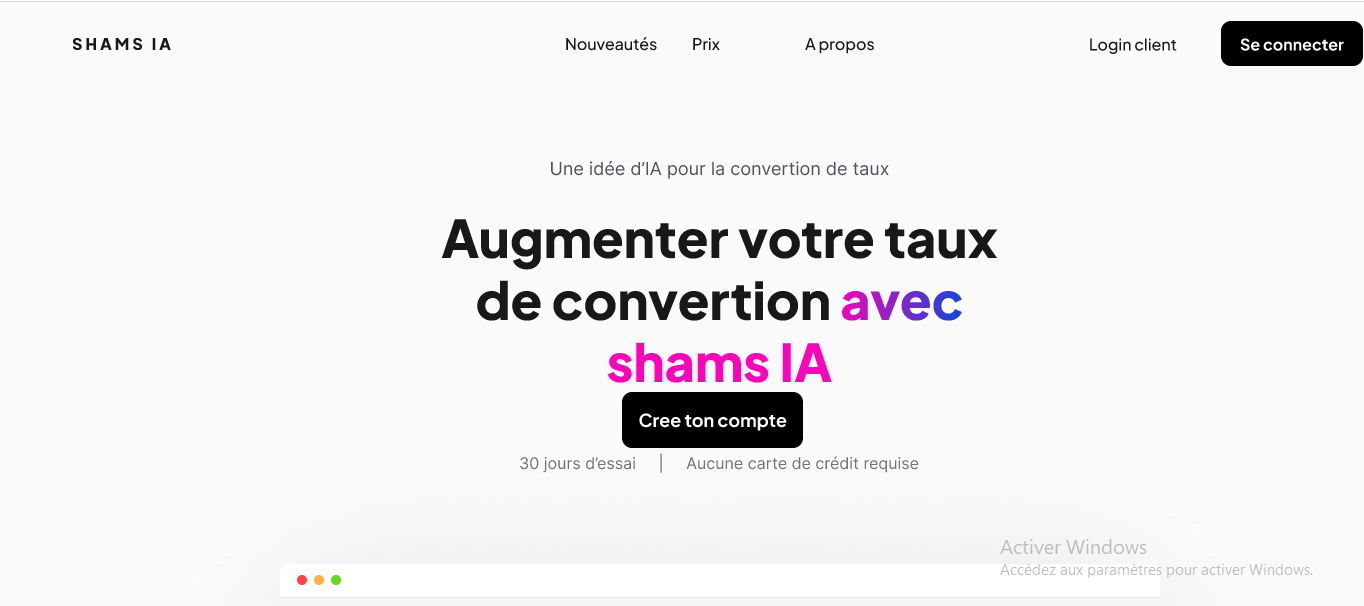 SHAMS IA
Nouveautés
Prix
A propos
Login client
Se connecter
Une idée d'IA pour la convertion de taux
Augmenter votre taux
de convertion avec
shams IA
Cree ton compte
30 jours d'essai | Aucune carte de crédit requise
Activer Windows
Accédez aux paramètres pour activer Windows.